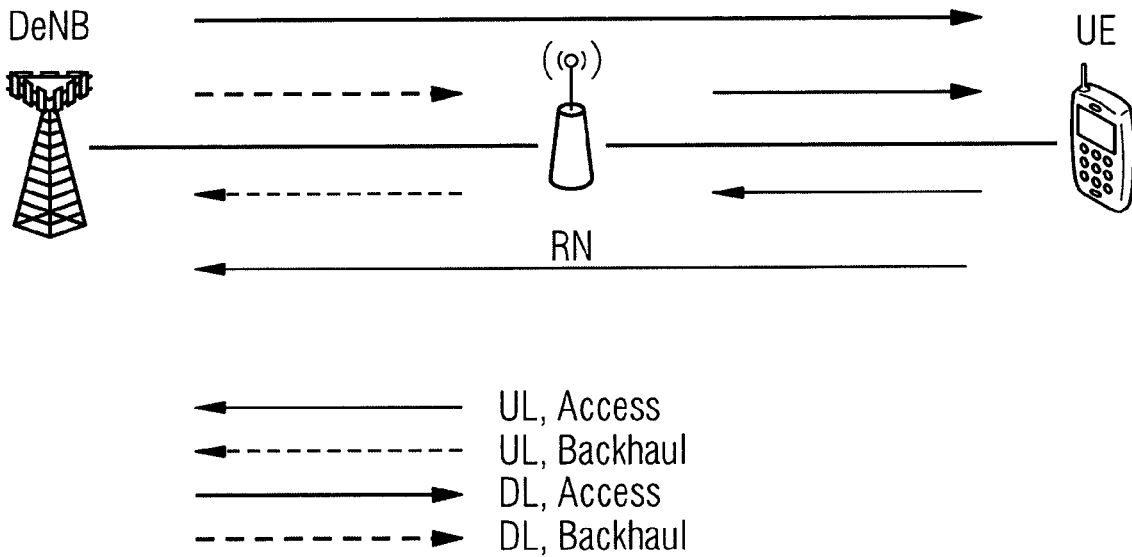 DeNB
UE
RN
UL, Access
UL, Backhaul
DL, Access
DL, Backhaul